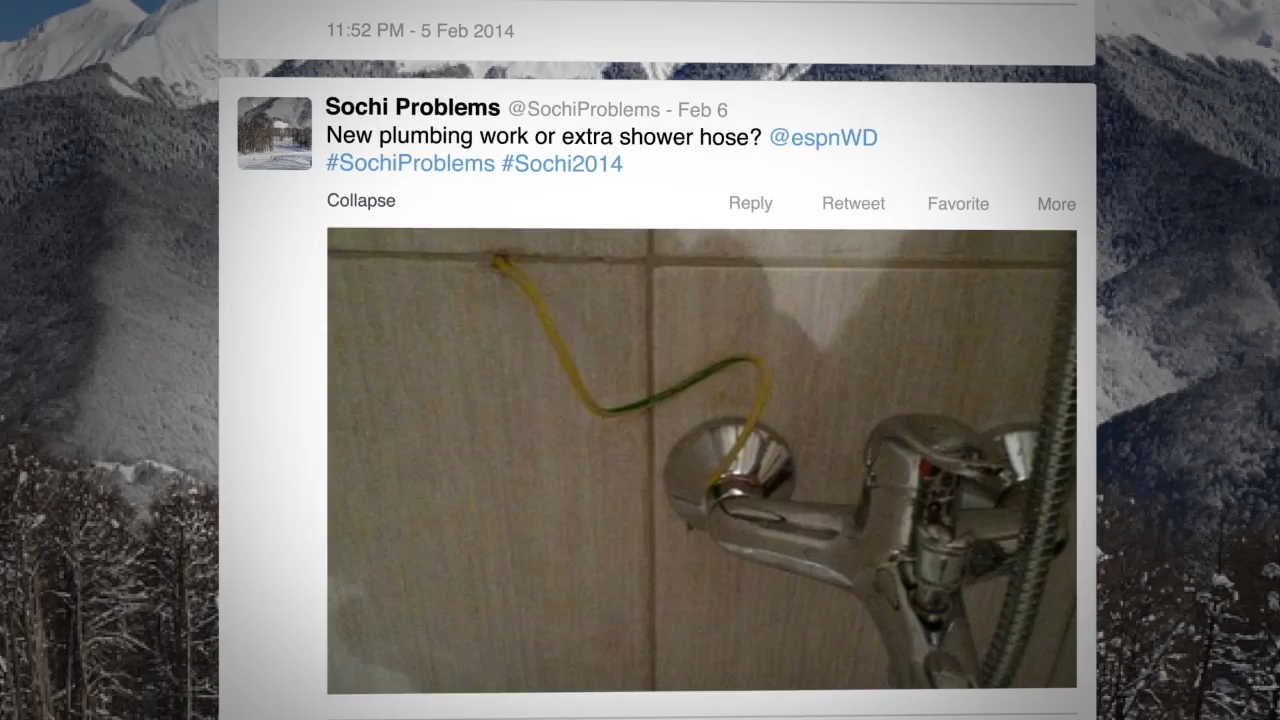 11:52 PM - 5 Feb 2014
Sochi Problems @SochiProblems - Feb 6
New plumbing work or extra shower hose? @espnWD
#SochiProblems #Sochi2014
Collapse Reply Retweet Favorite More